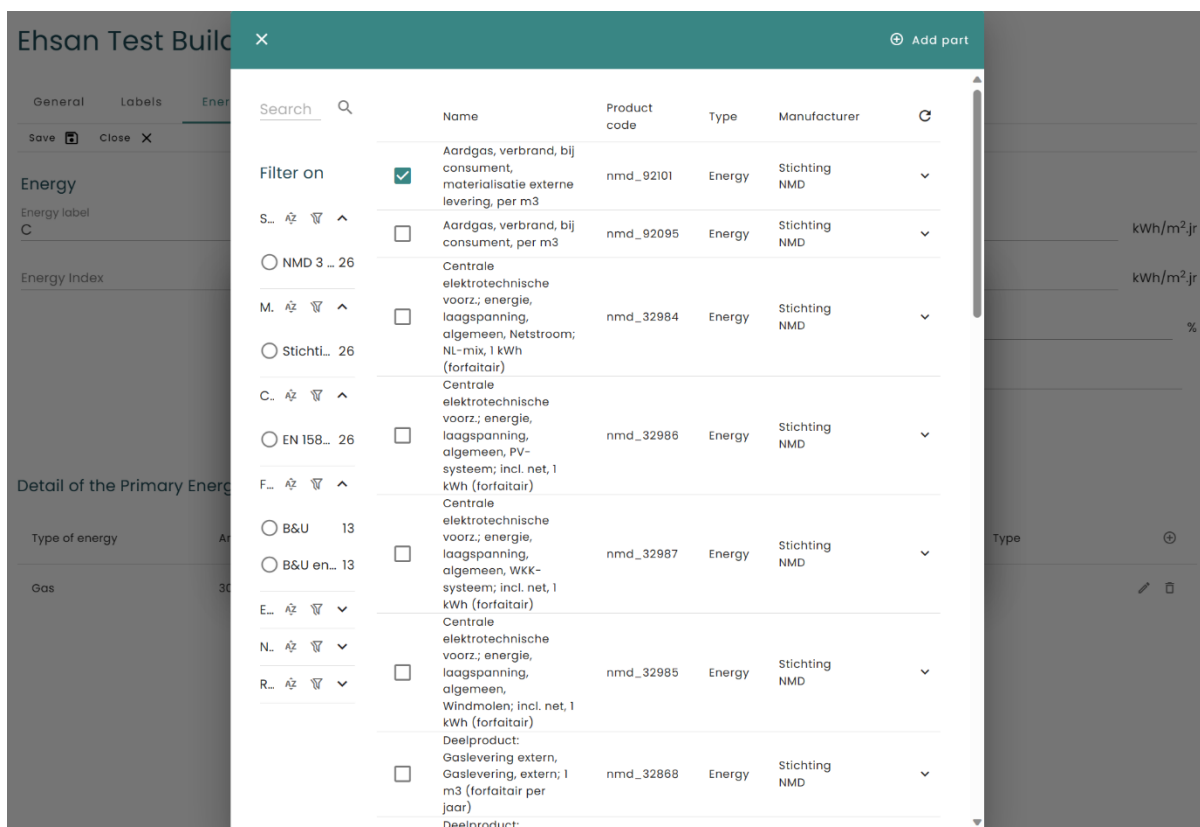 Ehsan Test Build
Add part
General Labels Ener
Save Close
Energy
Energy label
C
Energy Index
kWh/m².jr
kWh/m².jr
%
Detail of the Primary Energ
Type of energy Ar Type
Gas 30
Search
Filter on
S...
NMD 3 ... 26
M.
Stichti... 26
C..
EN 158... 26
F...
B&U 13
B&U en... 13
E...
N..
R...
Name Product code Type Manufacturer
Aardgas, verbrand, bij
consument,
materialisatie externe
levering, per m3
nmd_92101 Energy Stichting
NMD
Aardgas, verbrand, bij
consument, per m3
nmd_92095 Energy Stichting
NMD
Centrale
elektrotechnische
voorz.; energie,
laagspanning,
algemeen, Netstroom;
NL-mix, 1 kWh
(forfaitair)
nmd_32984 Energy Stichting
NMD
Centrale
elektrotechnische
voorz.; energie,
laagspanning,
algemeen, PV-
systeem; incl. net, 1
kWh (forfaitair)
nmd_32986 Energy Stichting
NMD
Centrale
elektrotechnische
voorz.; energie,
laagspanning,
algemeen, WKK-
systeem; incl. net, 1
kWh (forfaitair)
nmd_32987 Energy Stichting
NMD
Centrale
elektrotechnische
voorz.; energie,
laagspanning,
algemeen,
Windmolen; incl. net, 1
kWh (forfaitair)
nmd_32985 Energy Stichting
NMD
Deelproduct:
Gaslevering extern,
Gaslevering, extern; 1
m3 (forfaitair per
jaar)
nmd_32868 Energy Stichting
NMD
Deelproduct: